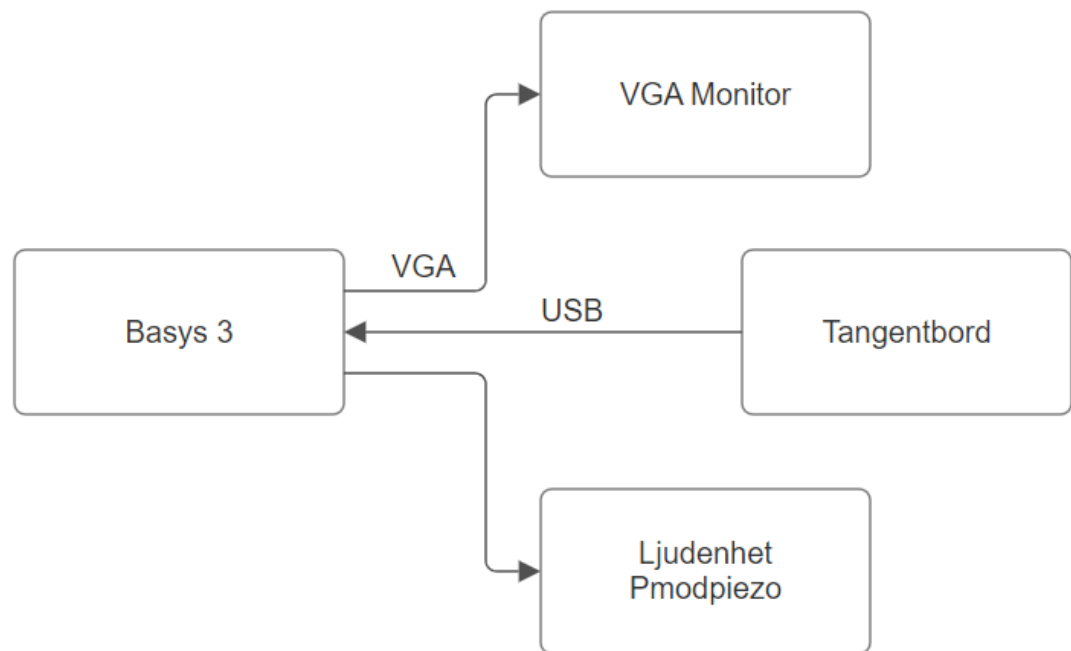 VGA Monitor
VGA
USB
Basys 3
Tangentbord
Ljudenhet
Pmodpiezo